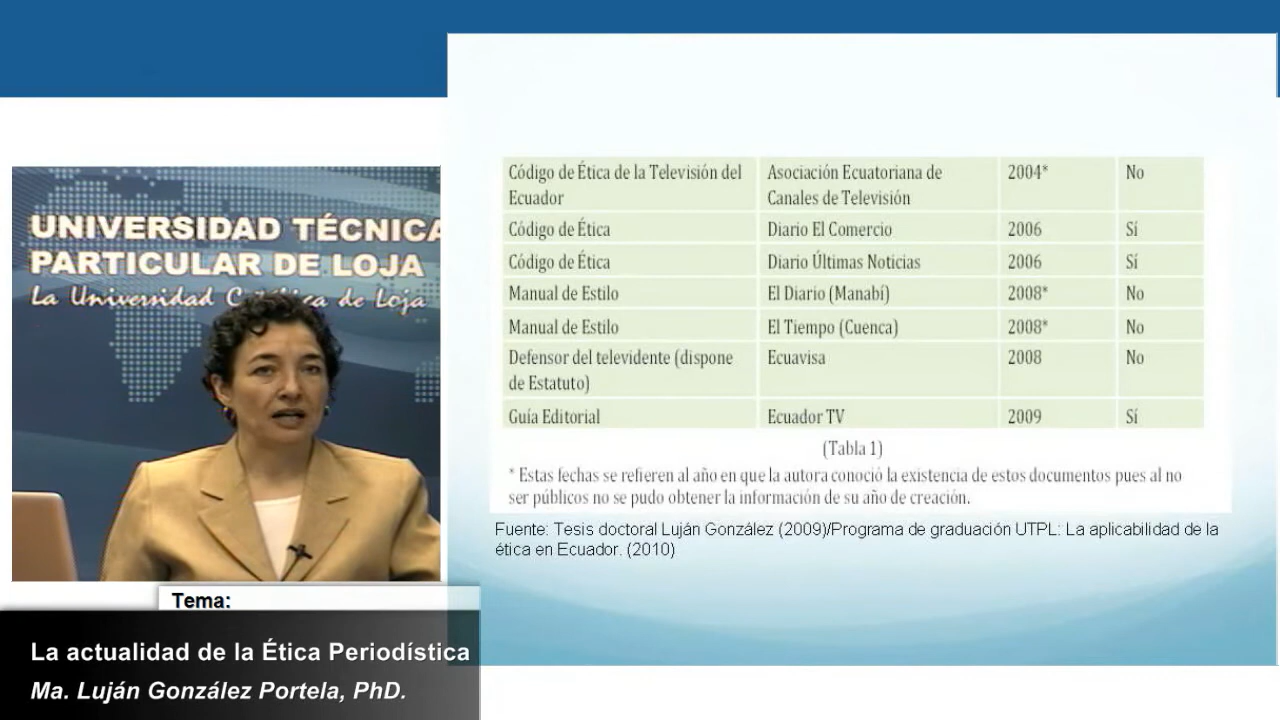 UNIVERSIDAD TÉCNICA
PARTICULAR DE LOJA
La Universidad Católica de Loja
Código de Ética de la Televisión del Ecuador Asociación Ecuatoriana de Canales de Televisión 2004* No
Código de Ética Diario El Comercio 2006 Sí
Código de Ética Diario Últimas Noticias 2006 Sí
Manual de Estilo El Diario (Manabí) 2008* No
Manual de Estilo El Tiempo (Cuenca) 2008* No
Defensor del televidente (dispone de Estatuto) Ecuavisa 2008 No
Guía Editorial Ecuador TV 2009 Sí
(Tabla 1)
* Estas fechas se refieren al año en que la autora conoció la existencia de estos documentos pues al no
ser públicos no se pudo obtener la información de su año de creación.
Fuente: Tesis doctoral Luján González (2009)/Programa de graduación UTPL: La aplicabilidad de la
ética en Ecuador. (2010)
Tema:
La actualidad de la Ética Periodística
Ma. Luján González Portela, PhD.